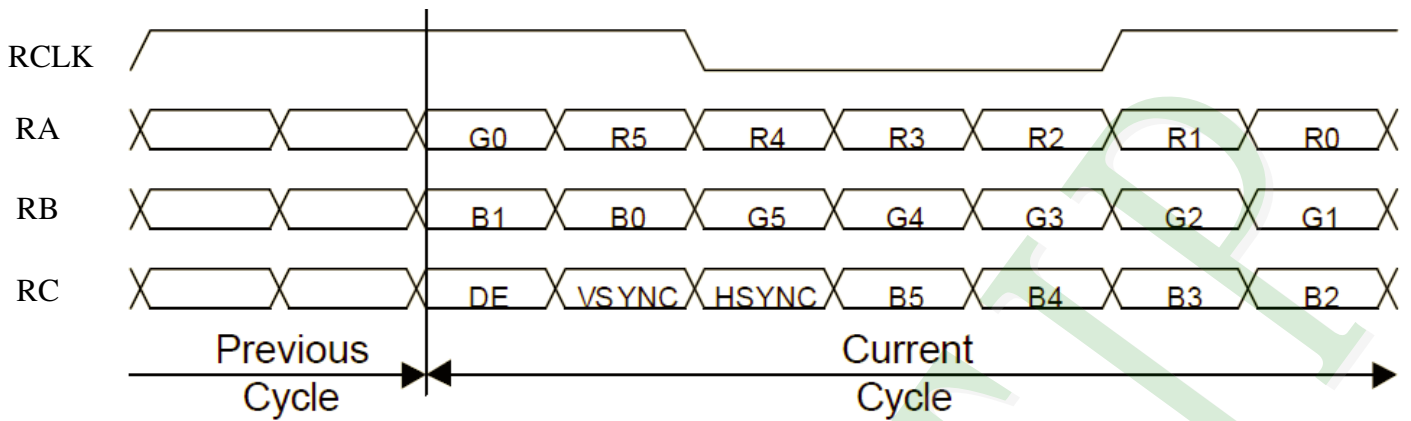 RCLK
RA G0 R5 R4 R3 R2 R1 R0
RB B1 B0 G5 G4 G3 G2 G1
RC DE VSYNC HSYNC B5 B4 B3 B2
Previous Current
Cycle Cycle